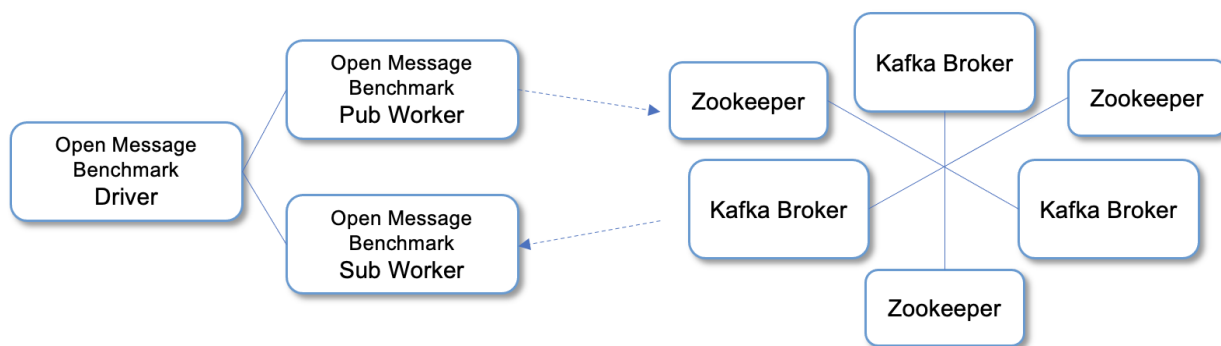 Open Message
Benchmark
Driver
Open Message
Benchmark
Pub Worker
Open Message
Benchmark
Sub Worker
Zookeeper
Kafka Broker
Zookeeper
Kafka Broker
Kafka Broker
Zookeeper